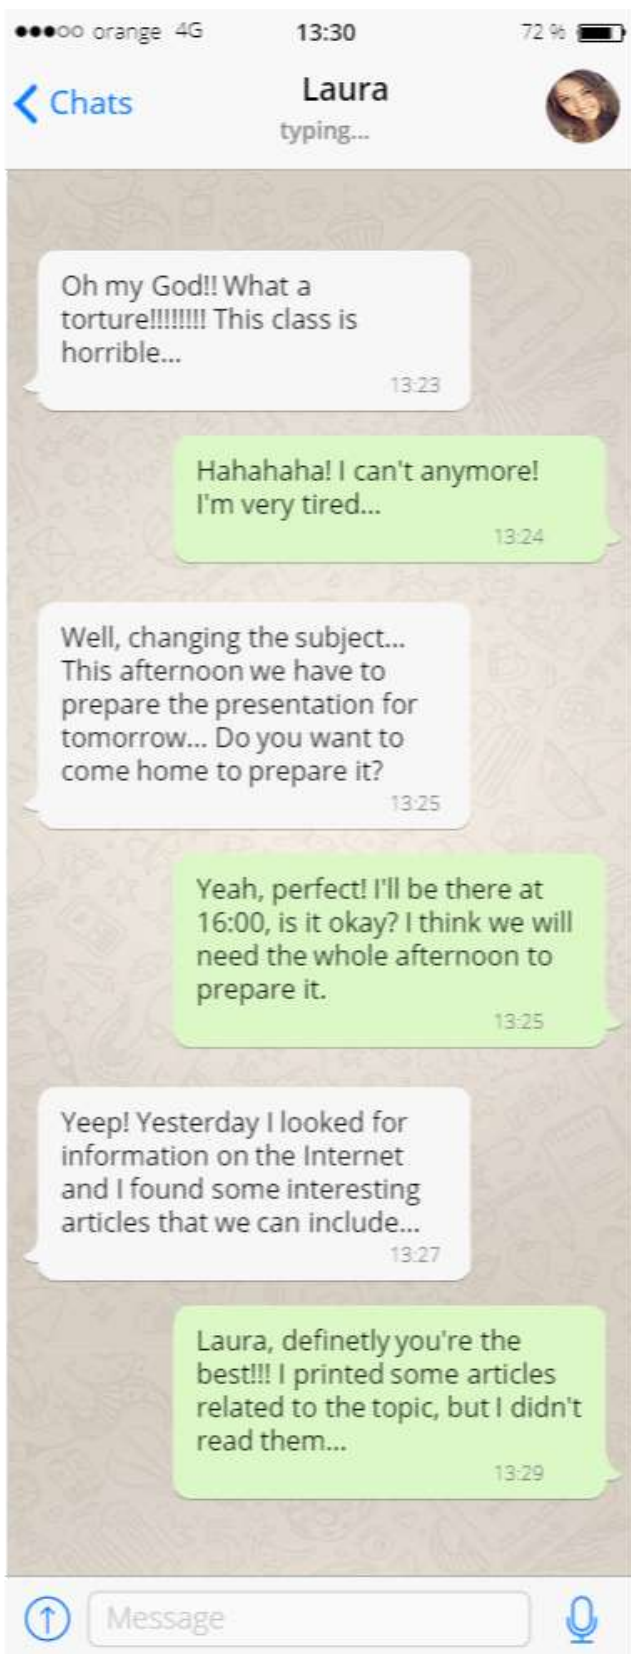 orange 4G 13:30 72 %
Chats Laura
typing...
Oh my God!! What a
torture!!!!!!!! This class is
horrible...
13:23
Hahahaha! I can't anymore!
I'm very tired...
13:24
Well, changing the subject...
This afternoon we have to
prepare the presentation for
tomorrow... Do you want to
come home to prepare it?
13:25
Yeah, perfect! I'll be there at
16:00, is it okay? I think we will
need the whole afternoon to
prepare it.
13:25
Yeep! Yesterday I looked for
information on the Internet
and I found some interesting
articles that we can include...
13:27
Laura, definetly you're the
best!!! I printed some articles
related to the topic, but I didn't
read them...
13:29
Message